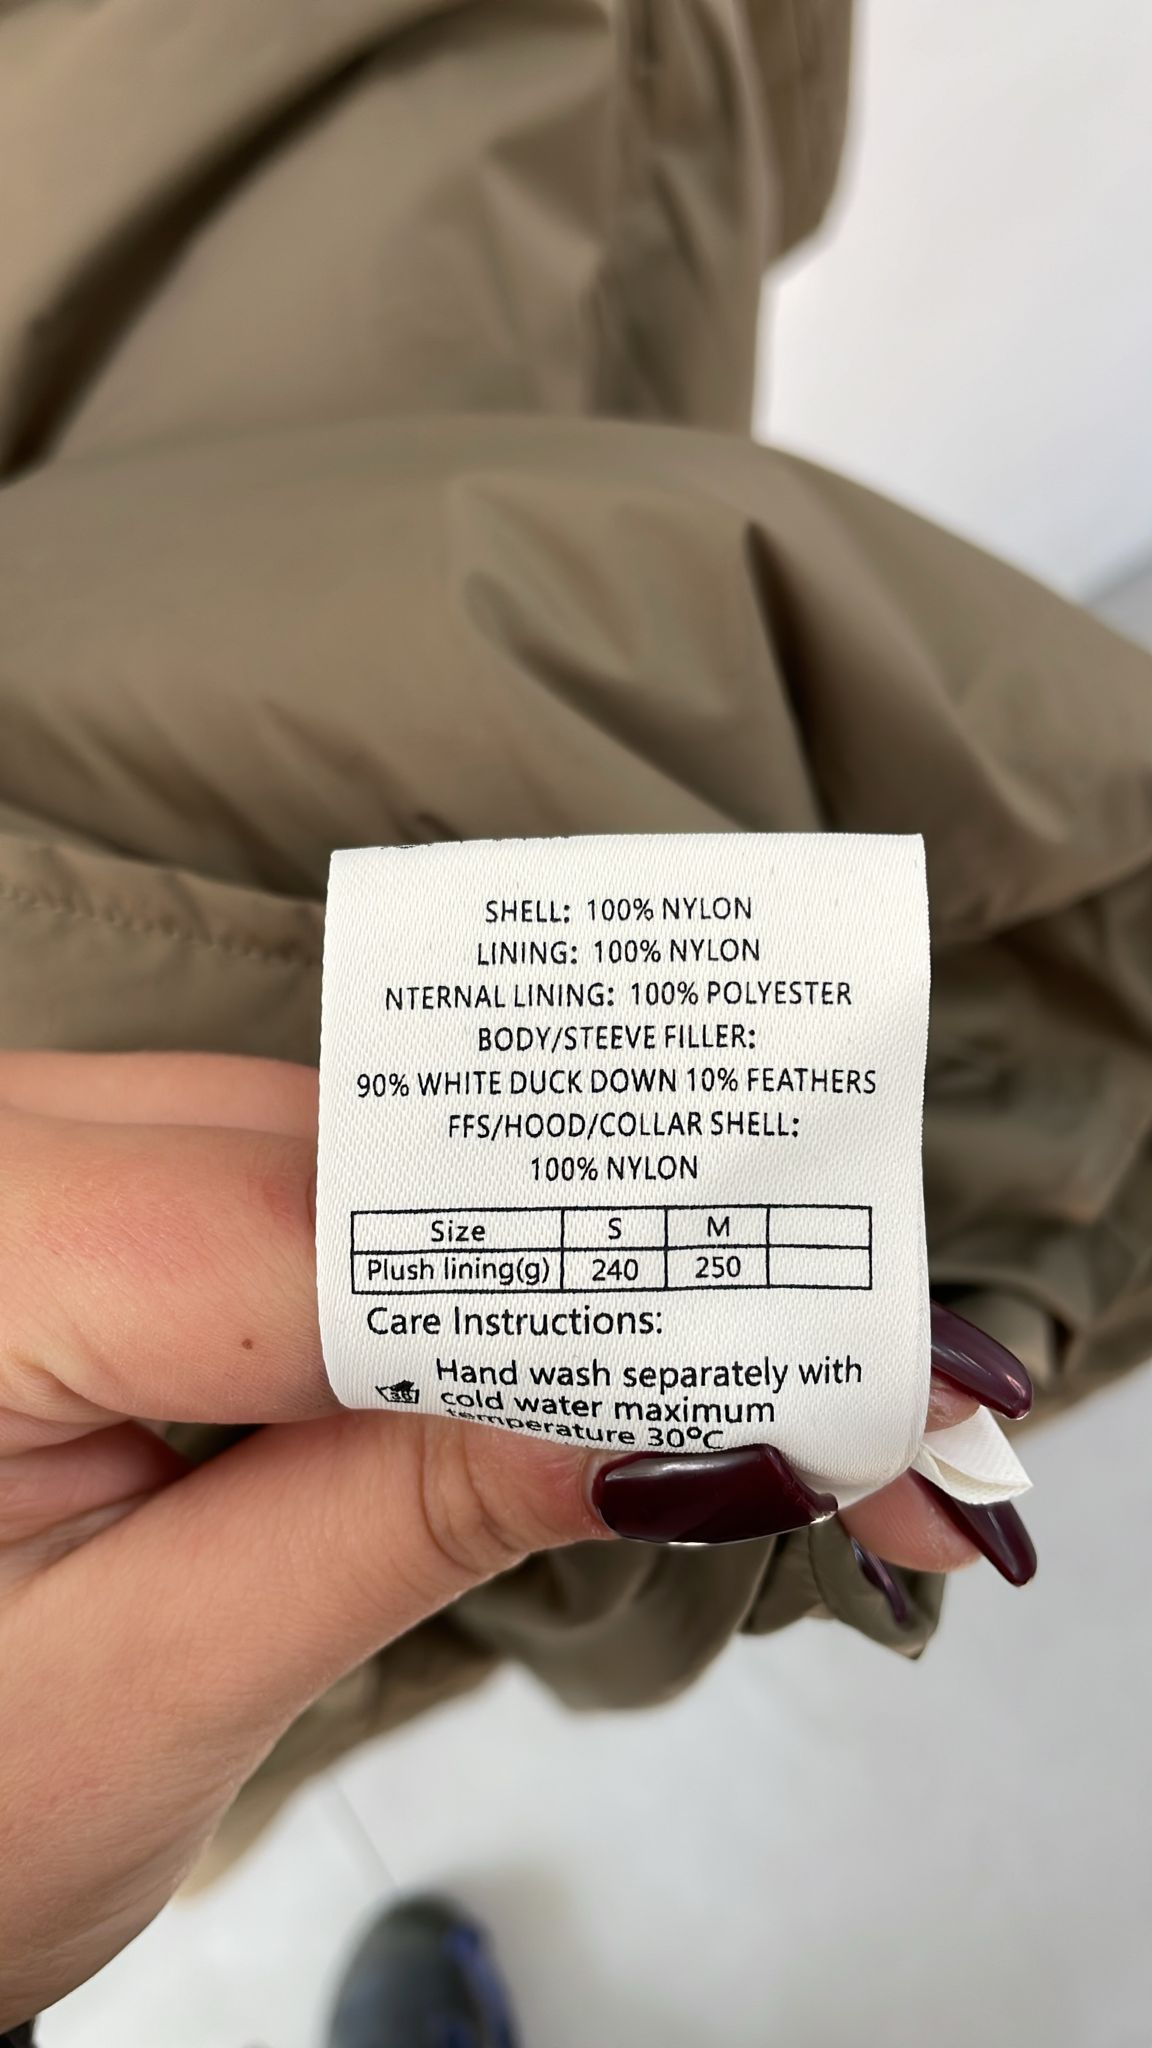 SHELL: 100% NYLON
LINING: 100% NYLON
NTERNAL LINING: 100% POLYESTER
BODY/STEEVE FILLER:
90% WHITE DUCK DOWN 10% FEATHERS
FFS/HOOD/COLLAR SHELL:
100% NYLON
Size S M
Plush lining(g) 240 250
Care Instructions:
Hand wash separately with
cold water maximum
temperature 30°C